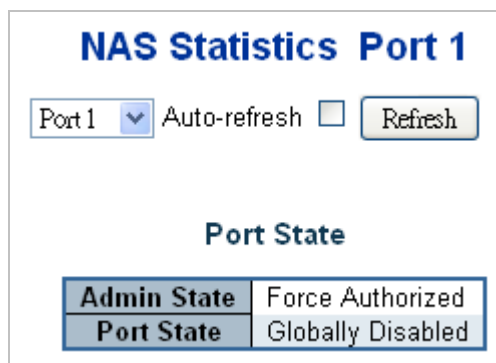 NAS Statistics Port 1
Port 1 Auto-refresh Refresh
Port State
Admin State Force Authorized
Port State Globally Disabled